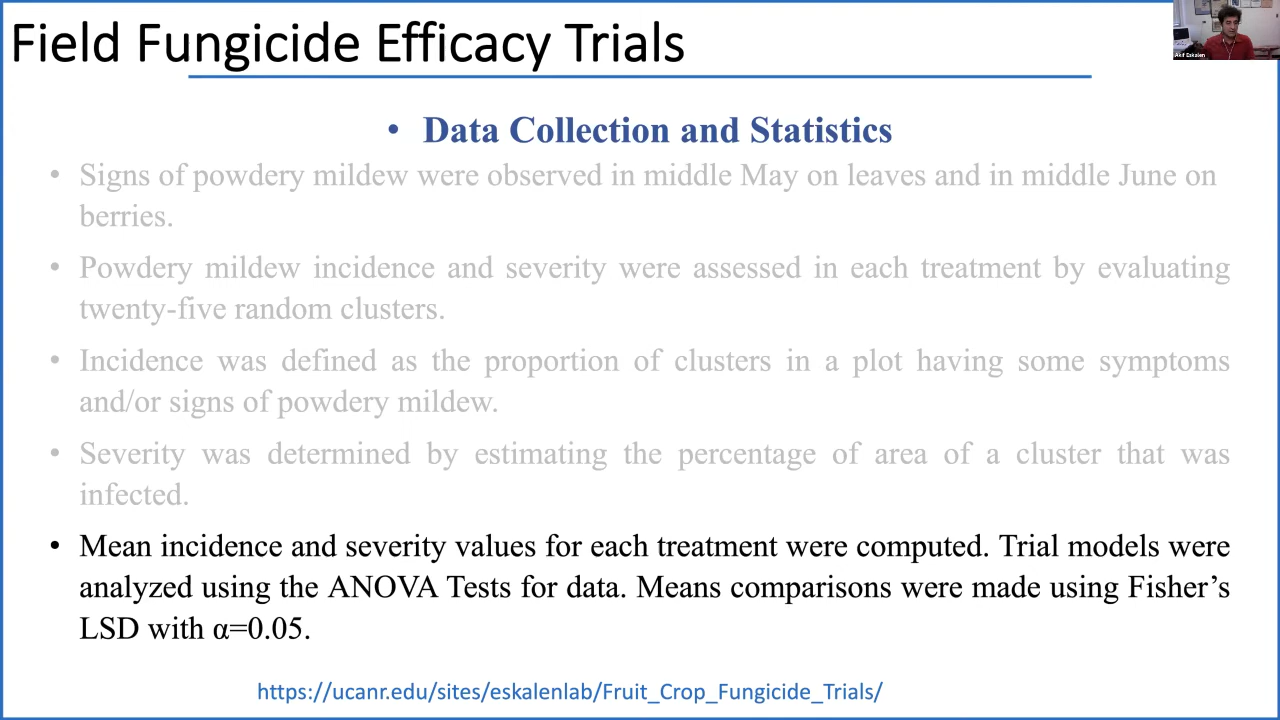 Field Fungicide Efficacy Trials
Akif Eskalen
• Data Collection and Statistics
• Signs of powdery mildew were observed in middle May on leaves and in middle June on
berries.
• Powdery mildew incidence and severity were assessed in each treatment by evaluating
twenty-five random clusters.
• Incidence was defined as the proportion of clusters in a plot having some symptoms
and/or signs of powdery mildew.
• Severity was determined by estimating the percentage of area of a cluster that was
infected.
• Mean incidence and severity values for each treatment were computed. Trial models were
analyzed using the ANOVA Tests for data. Means comparisons were made using Fisher’s
LSD with α=0.05.
https://ucanr.edu/sites/eskalenlab/Fruit_Crop_Fungicide_Trials/